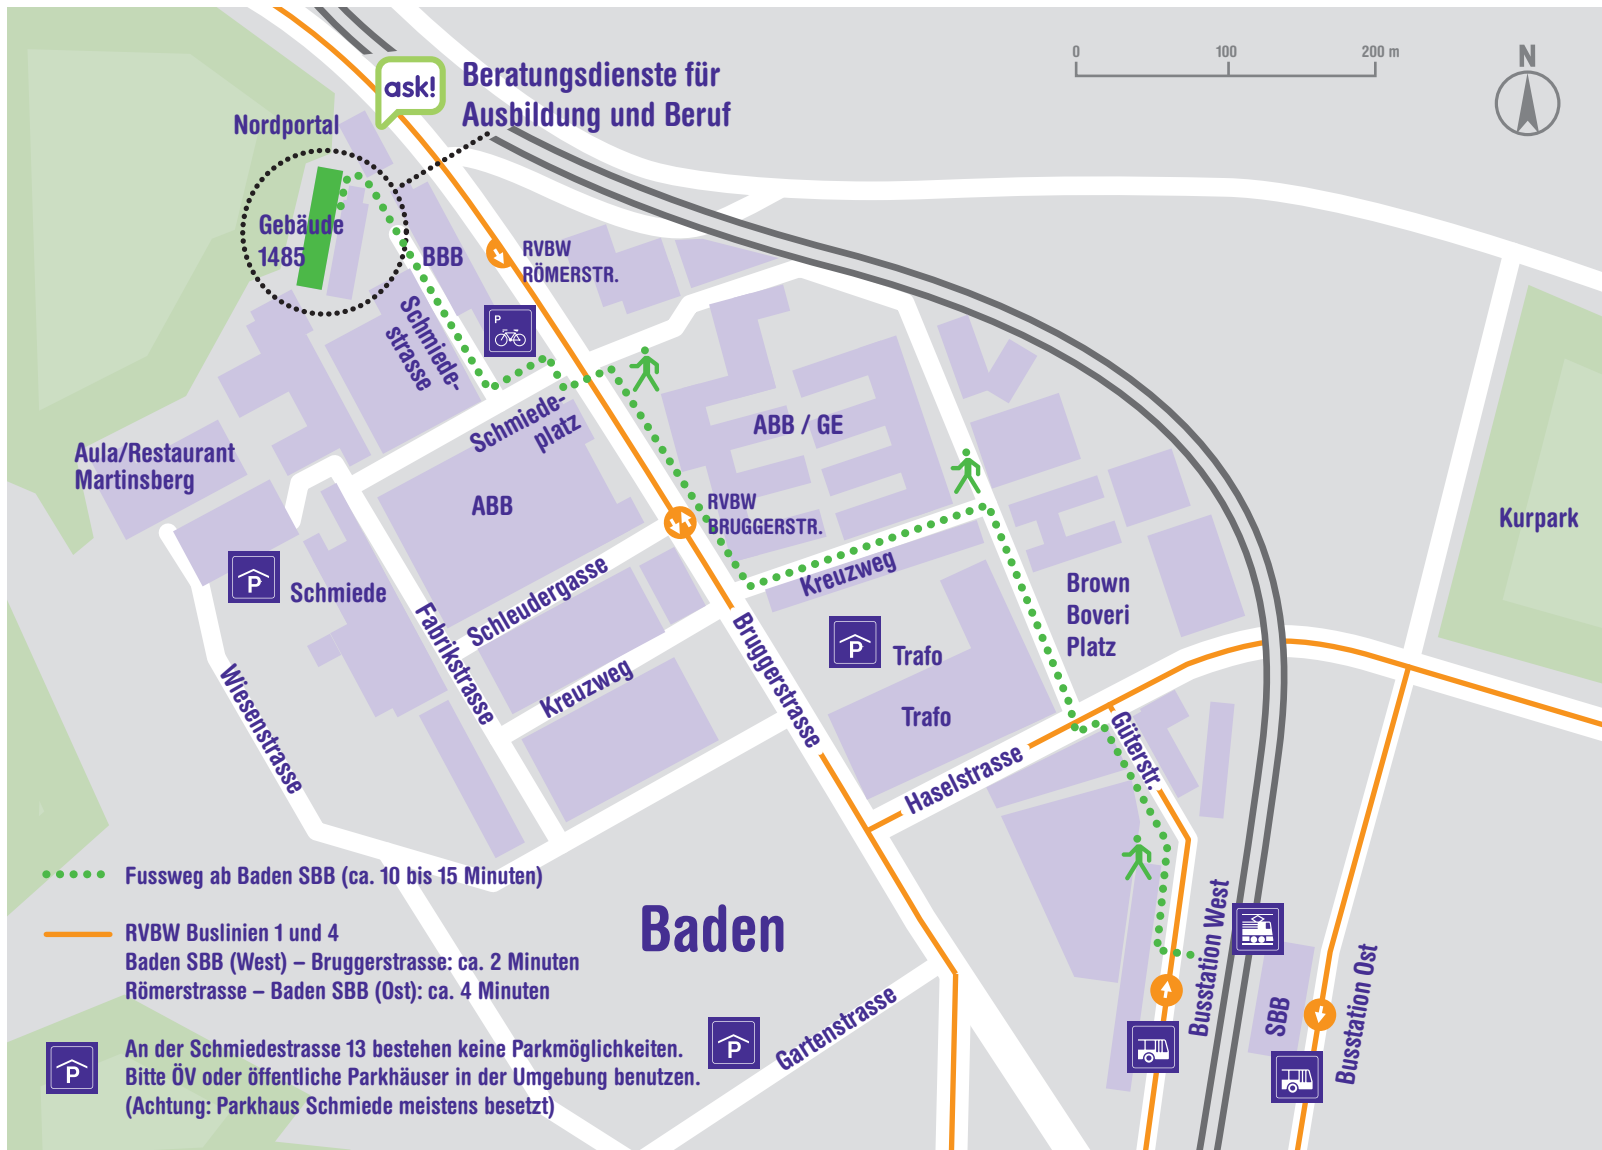 0 100 200 m
N
ask!
Beratungsdienste für
Ausbildung und Beruf
Nordportal
Gebäude
1485
BBB
RVBW
RÖMERSTR.
P
Schmiede-
strasse
Schmiede-
platz
ABB / GE
Aula/Restaurant
Martinsberg
ABB
RVBW
BRUGGERSTR.
Kurpark
P
Schmiede
Schleudergasse
Kreuzweg
Brown
Boveri
Platz
Fabrikstrasse
Kreuzweg
Bruggerstrasse
P
Trafo
Trafo
Wiesenstrasse
Güterstr.
Haselstrasse
Fussweg ab Baden SBB (ca. 10 bis 15 Minuten)
RVBW Buslinien 1 und 4
Baden SBB (West) – Bruggerstrasse: ca. 2 Minuten
Römerstrasse – Baden SBB (Ost): ca. 4 Minuten
Baden
Busstation West
SBB
Busstation Ost
P
Gartenstrasse
P
An der Schmiedestrasse 13 bestehen keine Parkmöglichkeiten.
Bitte ÖV oder öffentliche Parkhäuser in der Umgebung benutzen.
(Achtung: Parkhaus Schmiede meistens besetzt)